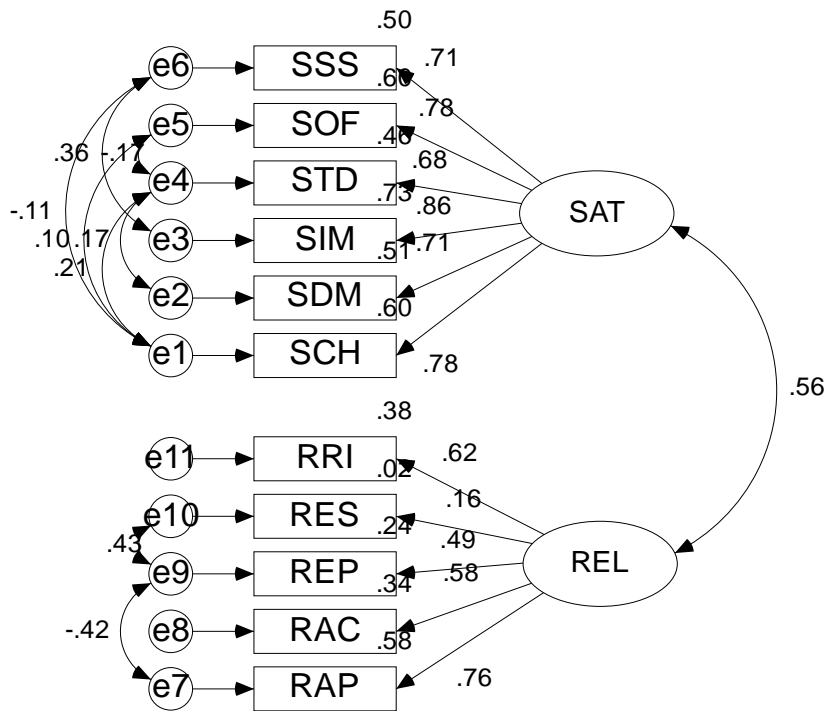 .50
e6 SSS .71
.60
e5 SOF .78
.46
.36 -.17
e4 STD .68
.73
SAT
-.11
.86
e3 SIM .71
.10 .17
.51
.21
e2 SDM
.60
e1 SCH .78
.56
.38
e11 RRI .62
.02
.16
e10 RES
.24
.49
.43
e9 REP .58
REL
.34
-.42
e8 RAC
.58
e7 RAP .76